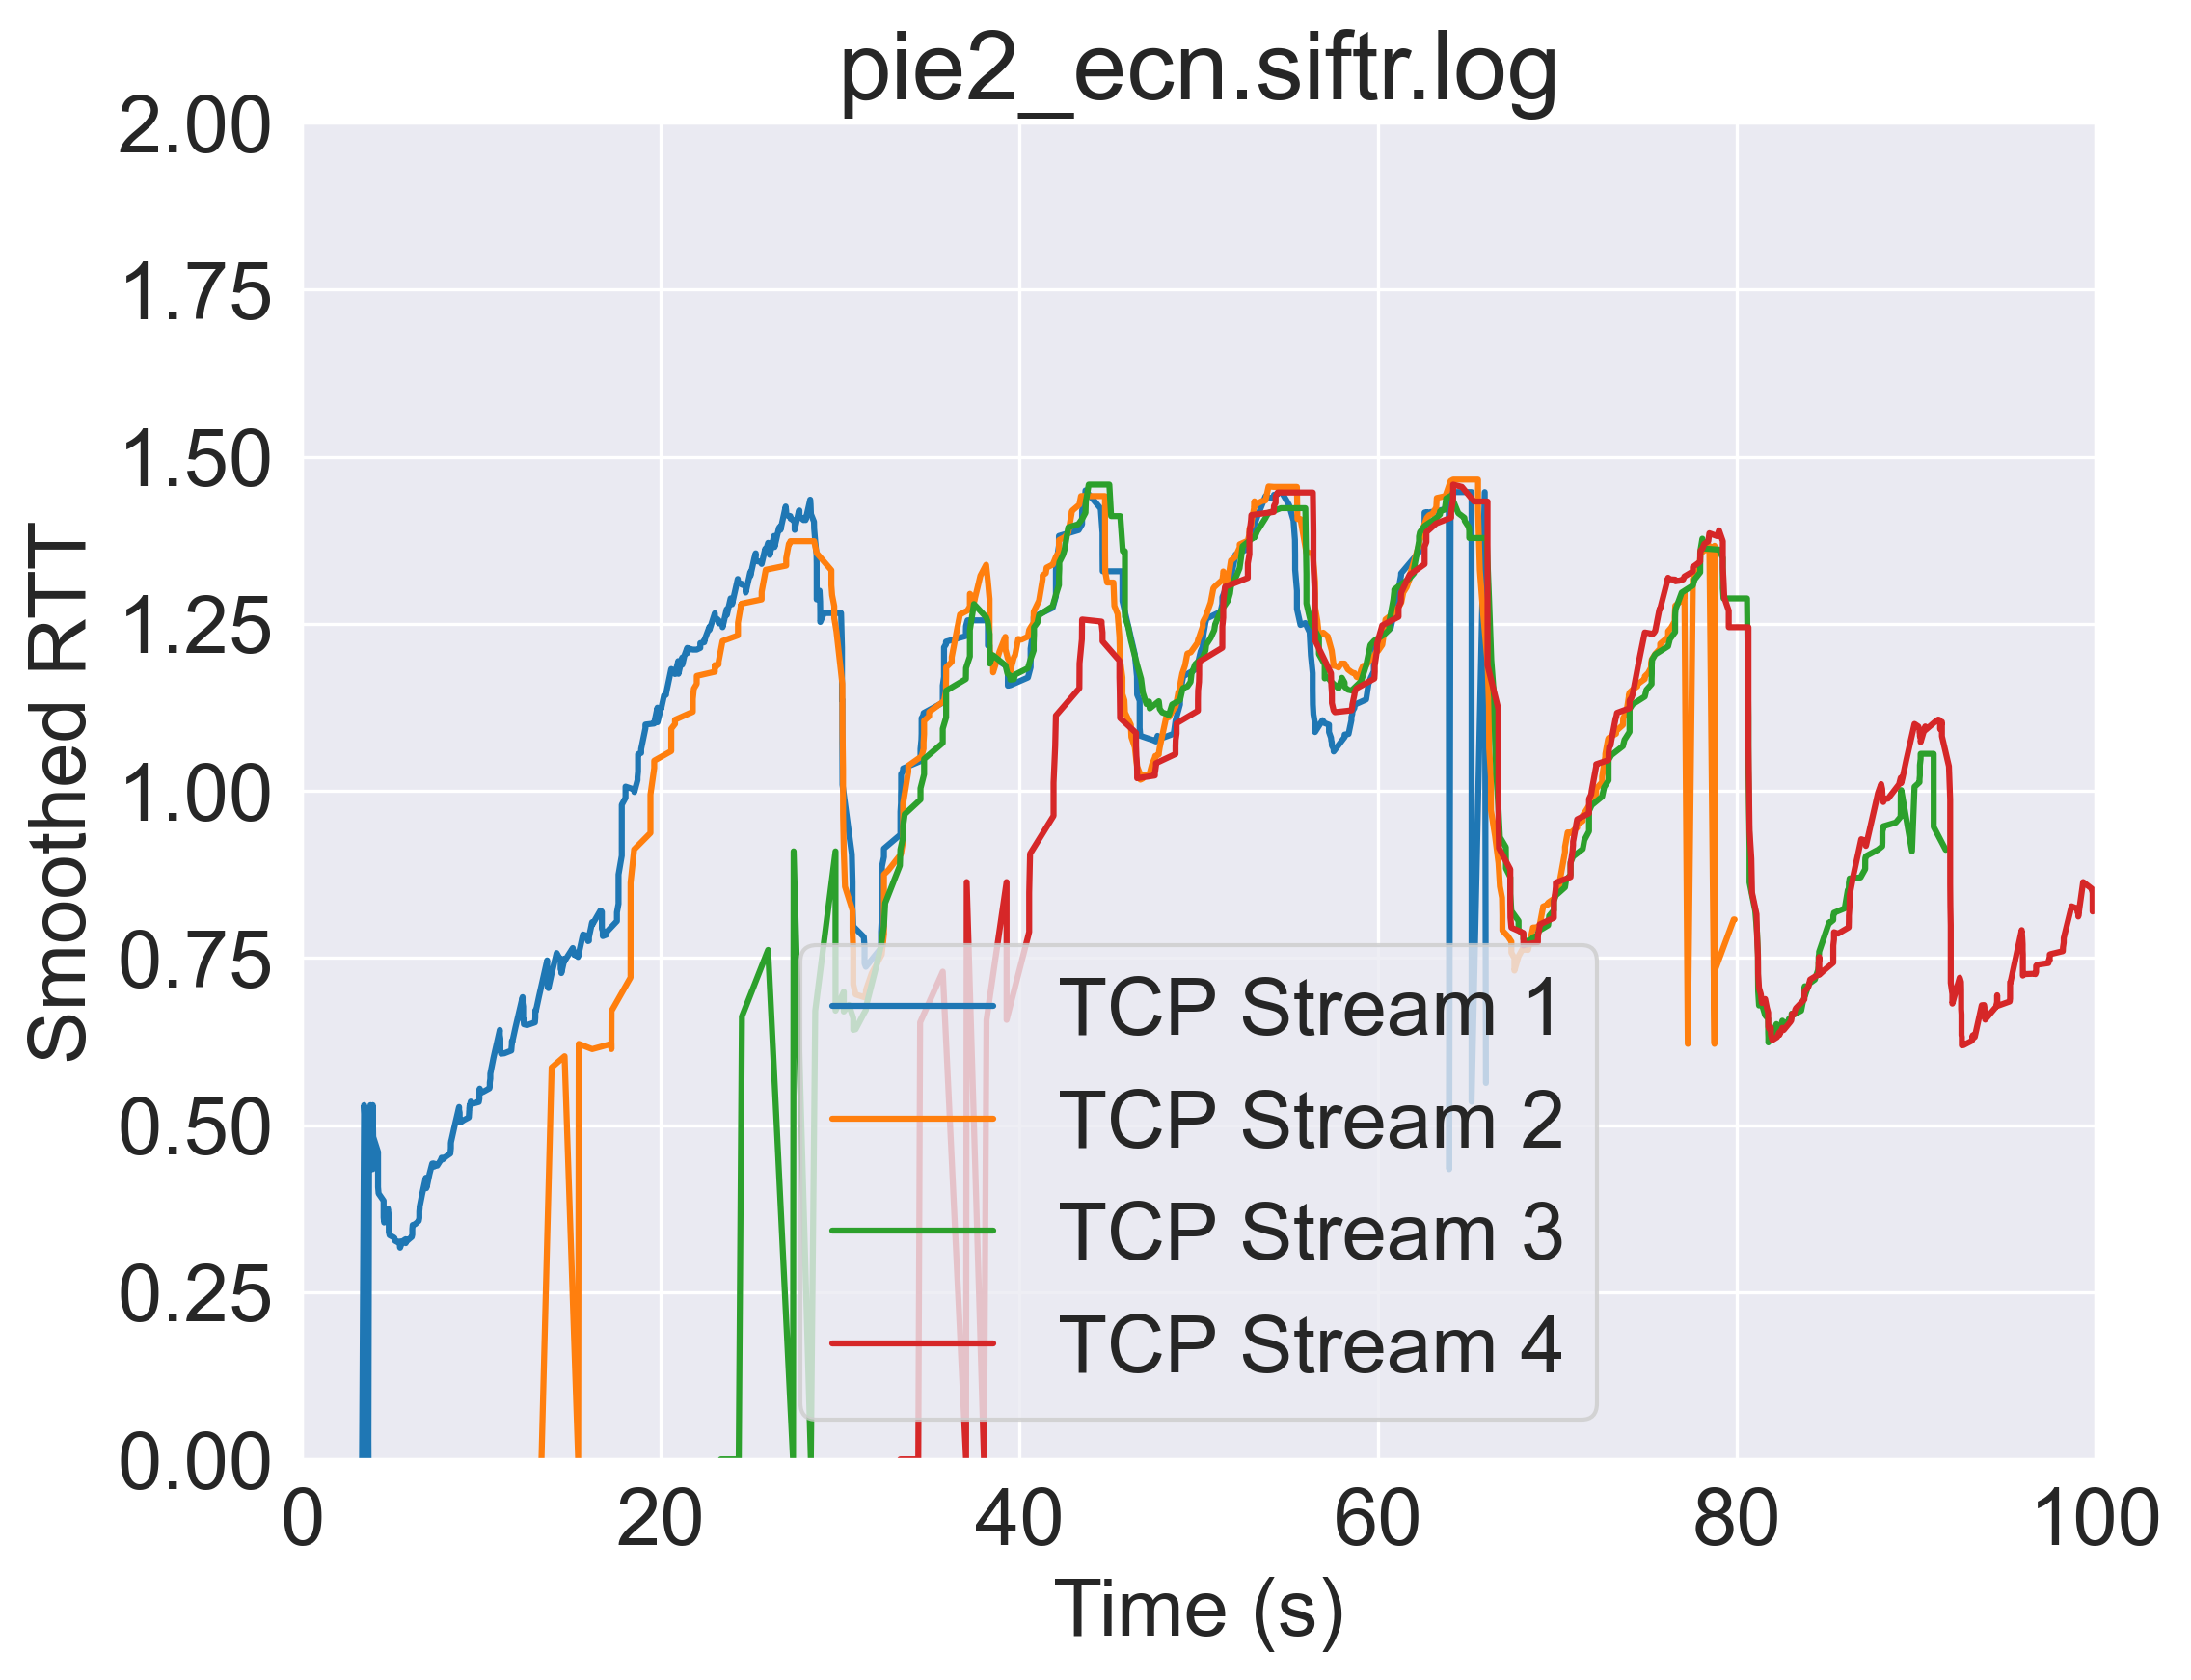 pie2_ecn.siftr.log
Smoothed RTT
2.00
1.75
1.50
1.25
1.00
0.75
0.50
0.25
0.00
TCP Stream 1
TCP Stream 2
TCP Stream 3
TCP Stream 4
0 20 40 60 80 100
Time (s)